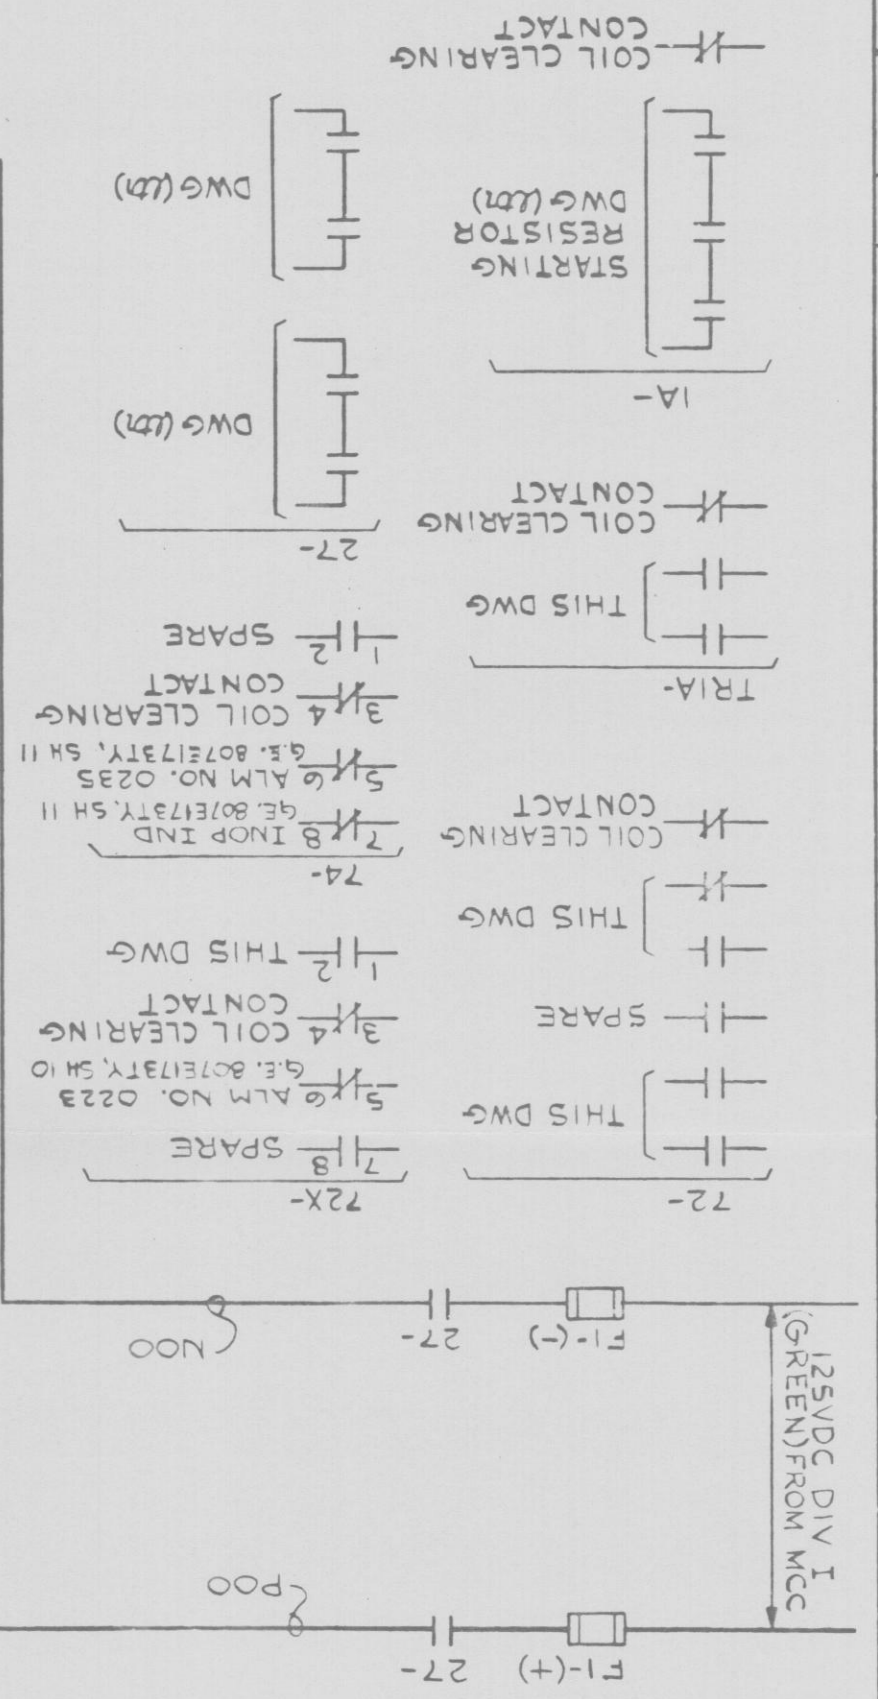 F1-(+)
27-
P00
125VDC DIV I
(GREEN) FROM MCC
F1-(-)
27-
N00
72-
THIS DWG
SPARE
THIS DWG
COIL CLEARING
CONTACT
TR1A-
THIS DWG
COIL CLEARING
CONTACT
1A-
STARTING
RESISTOR
DWG
COIL CLEARING
CONTACT
72X-
7 8 SPARE
5 6 ALM NO. 0223
G.E. 807E173TY, SH 10
3 4 COIL CLEARING
CONTACT
1 2 THIS DWG
74-
7 8 INOP IND
G.E. 807E173TY, SH 11
5 6 ALM NO. 0235
G.E. 807E173TY, SH 11
3 4 COIL CLEARING
CONTACT
1 2 SPARE
27-
DWG
DWG